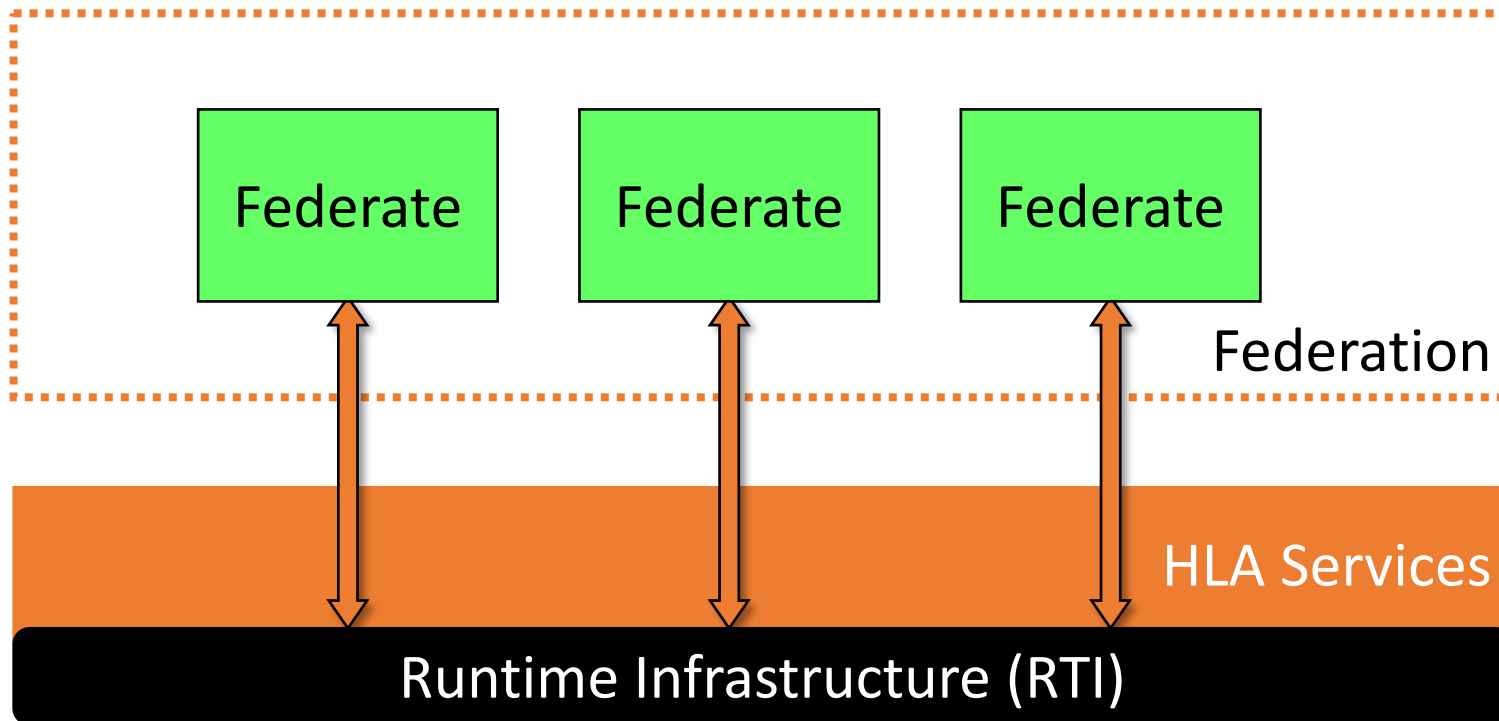 Federate
Federate
Federate
Federation
HLA Services
Runtime Infrastructure (RTI)